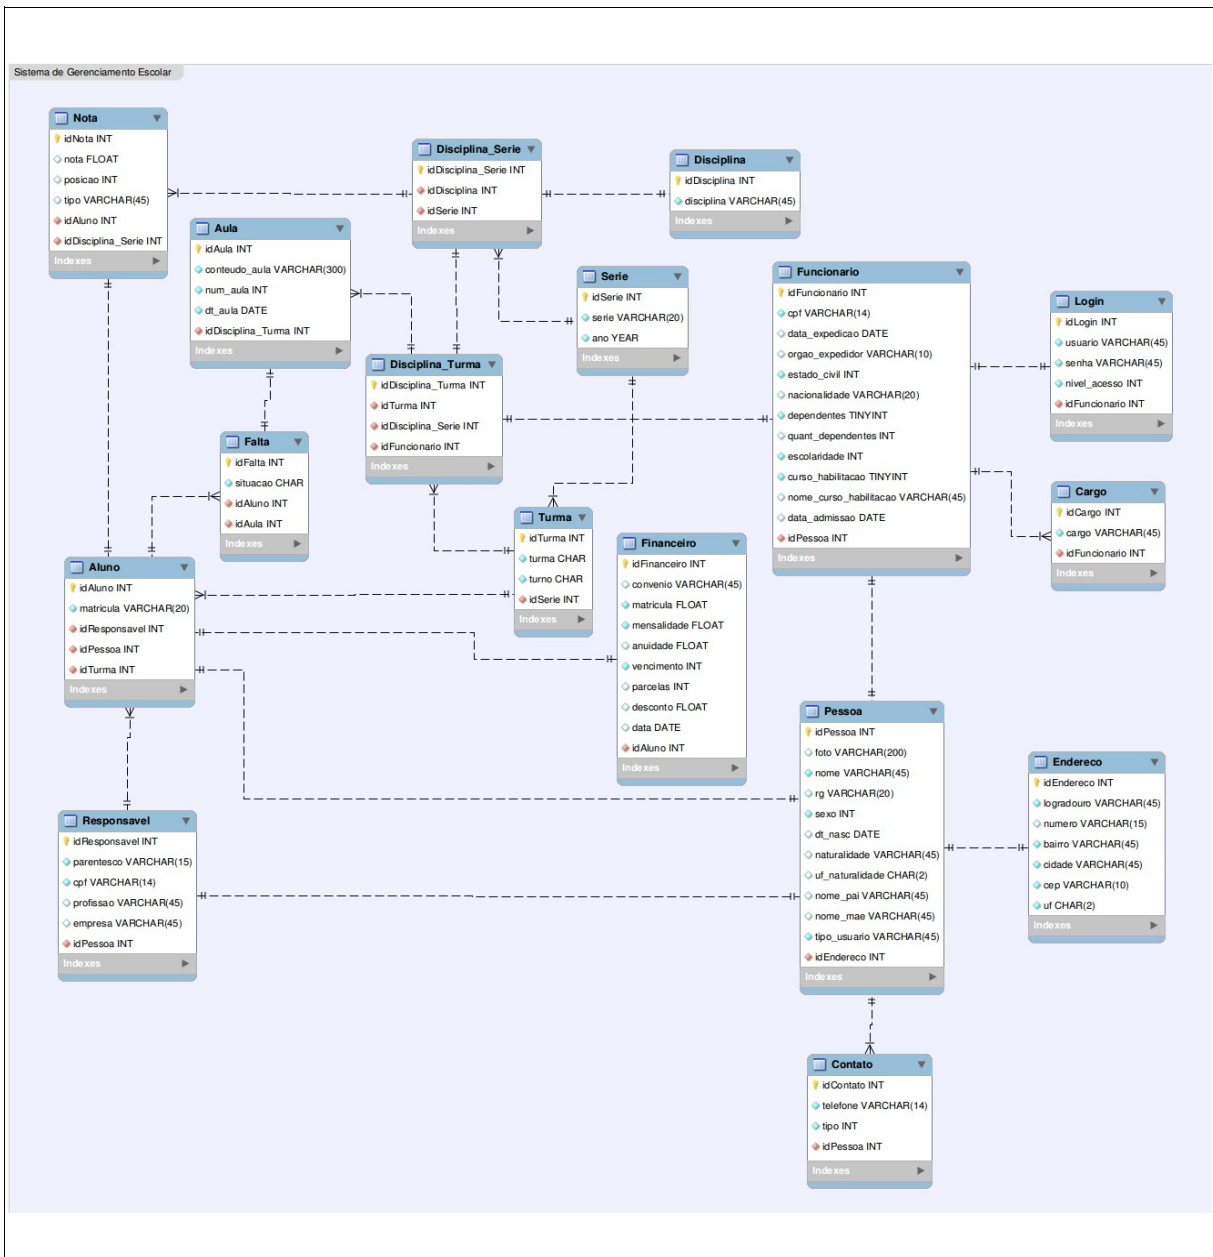 Sistema de Gerenciamento Escolar
Nota
idNota INT
nota FLOAT
posicao INT
tipo VARCHAR(45)
idAluno INT
idDisciplina_Serie INT
Indexes
Disciplina_Serie
idDisciplina_Serie INT
idDisciplina INT
idSerie INT
Indexes
Disciplina
idDisciplina INT
disciplina VARCHAR(45)
Indexes
Aula
idAula INT
conteudo_aula VARCHAR(300)
num_aula INT
dt_aula DATE
idDisciplina_Turma INT
Indexes
Serie
idSerie INT
serie VARCHAR(20)
ano YEAR
Indexes
Funcionario
idFuncionario INT
cpf VARCHAR(14)
data_expedicao DATE
orgao_expedidor VARCHAR(10)
estado_civil INT
nacionalidade VARCHAR(20)
dependentes TINYINT
quant_dependentes INT
escolaridade INT
curso_habilitacao TINYINT
nome_curso_habilitacao VARCHAR(45)
data_admissao DATE
idPessoa INT
Indexes
Login
idLogin INT
usuario VARCHAR(45)
senha VARCHAR(45)
nivel_acesso INT
idFuncionario INT
Indexes
Disciplina_Turma
idDisciplina_Turma INT
idTurma INT
idDisciplina_Serie INT
idFuncionario INT
Indexes
Falta
idFalta INT
situacao CHAR
idAluno INT
idAula INT
Indexes
Cargo
idCargo INT
cargo VARCHAR(45)
idFuncionario INT
Indexes
Turma
idTurma INT
turma CHAR
turno CHAR
idSerie INT
Indexes
Financeiro
idFinanceiro INT
convenio VARCHAR(45)
matricula FLOAT
mensalidade FLOAT
anuidade FLOAT
vencimento INT
parcelas INT
desconto FLOAT
data DATE
idAluno INT
Indexes
Aluno
idAluno INT
matricula VARCHAR(20)
idResponsavel INT
idPessoa INT
idTurma INT
Indexes
Pessoa
idPessoa INT
foto VARCHAR(200)
nome VARCHAR(45)
rg VARCHAR(20)
sexo INT
dt_nasc DATE
naturalidade VARCHAR(45)
uf_naturalidade CHAR(2)
nome_pai VARCHAR(45)
nome_mae VARCHAR(45)
tipo_usuario VARCHAR(45)
idEndereco INT
Indexes
Endereco
idEndereco INT
logradouro VARCHAR(45)
numero VARCHAR(15)
bairro VARCHAR(45)
cidade VARCHAR(45)
cep VARCHAR(10)
uf CHAR(2)
Indexes
Responsavel
idResponsavel INT
parentesco VARCHAR(15)
cpf VARCHAR(14)
profissao VARCHAR(45)
empresa VARCHAR(45)
idPessoa INT
Indexes
Contato
idContato INT
telefone VARCHAR(14)
tipo INT
idPessoa INT
Indexes